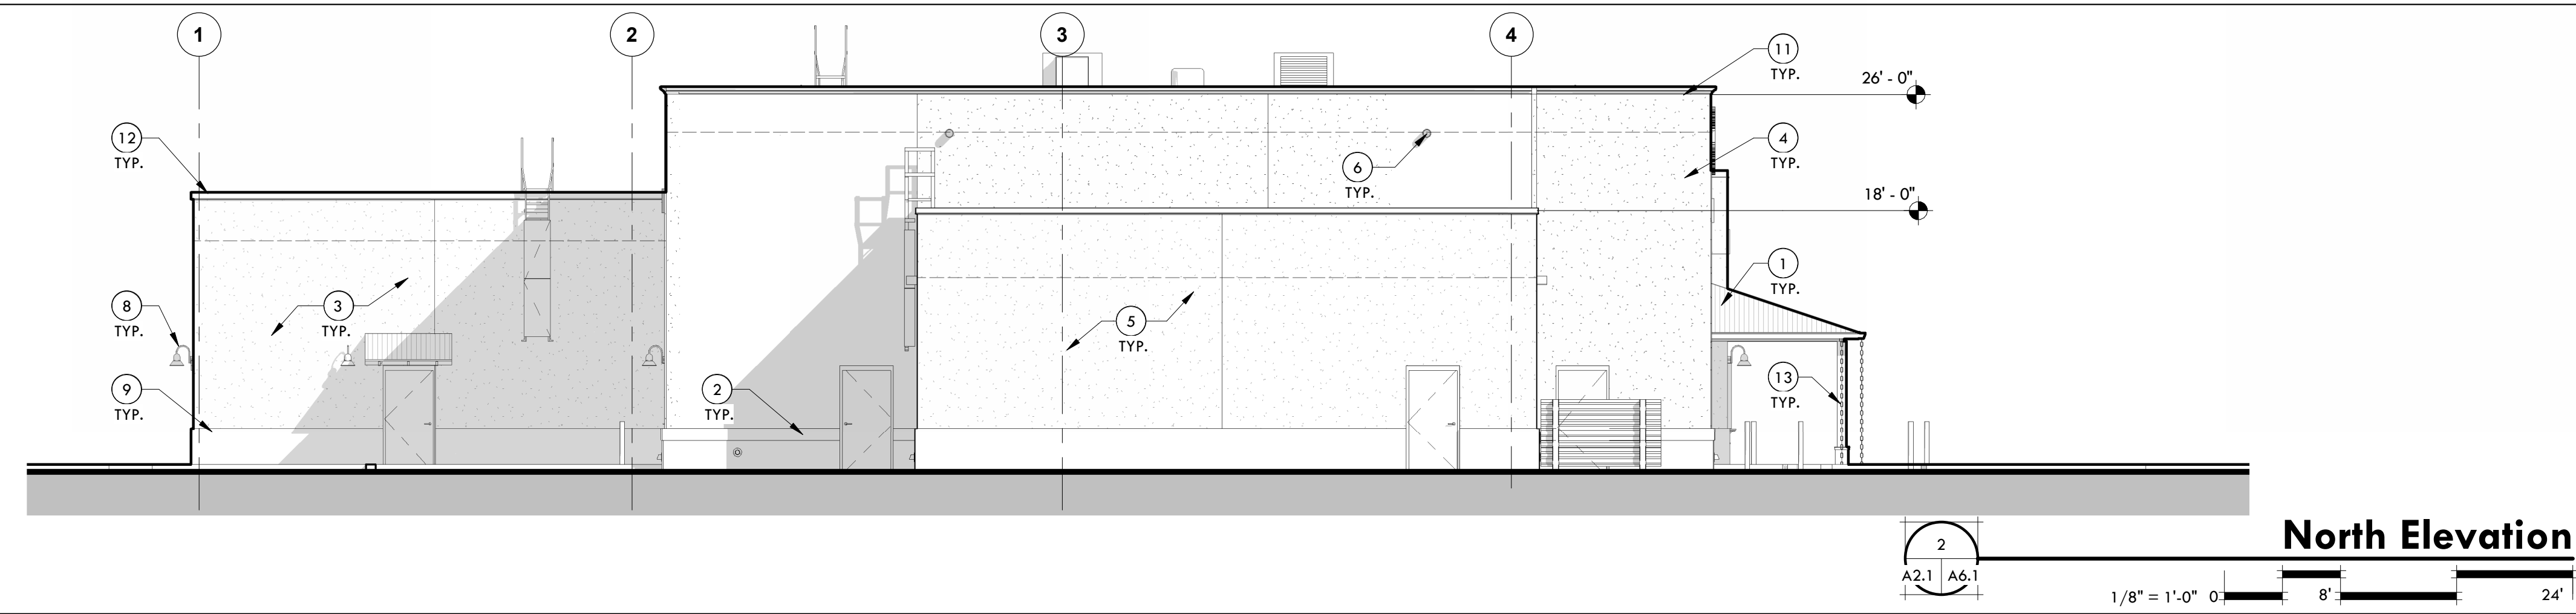 1
2
3
4
11
TYP.
26' - 0"
12
TYP.
4
TYP.
6
TYP.
18' - 0"
1
TYP.
8
TYP.
3
TYP.
5
TYP.
9
TYP.
2
TYP.
13
TYP.
North Elevation
2
A2.1 A6.1
1/8" = 1'-0" 0 8' 24'